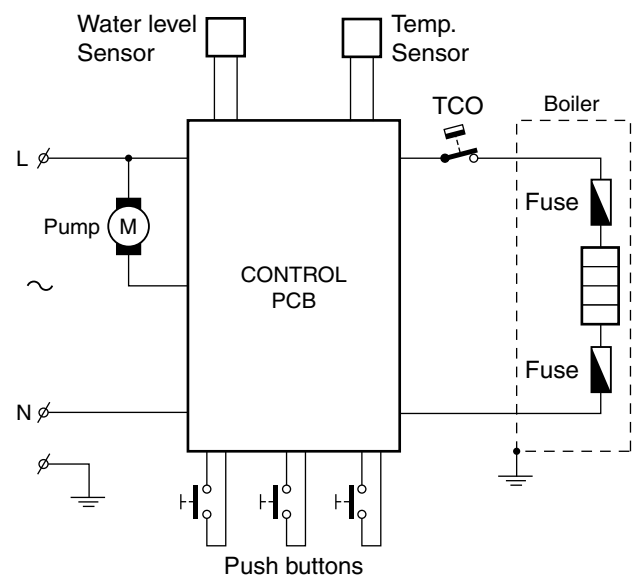 Water level
Sensor
Temp.
Sensor
TCO
Boiler
L
Fuse
Pump
M
CONTROL
PCB
Fuse
N
Push buttons